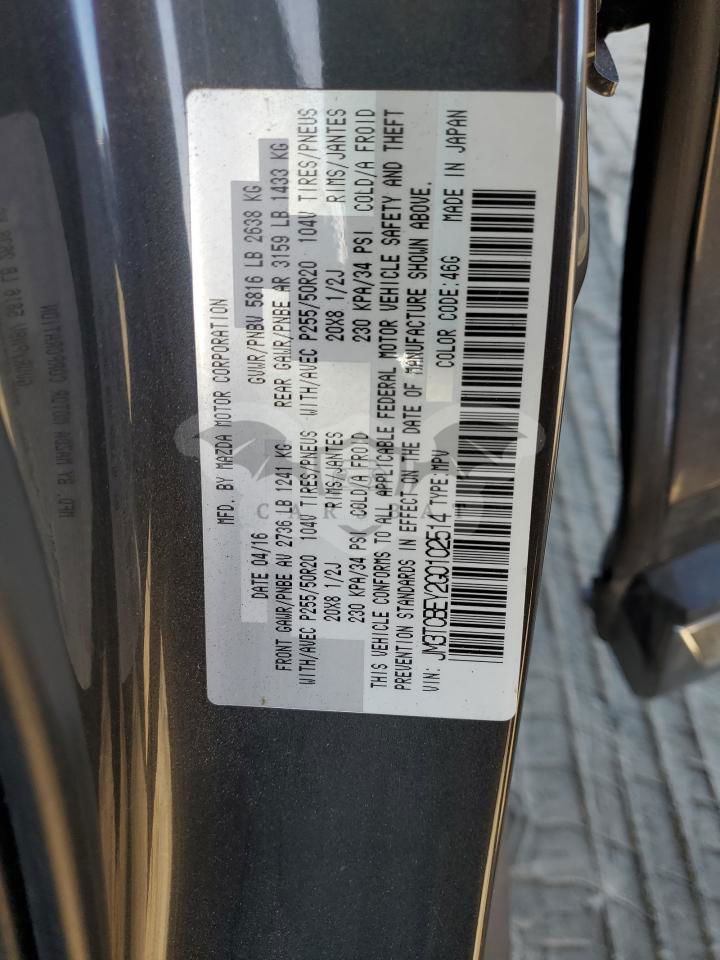 MFD. BY MAZDA MOTOR CORPORATION
DATE 04/16 GVWR/PNBV 5816 LB 2638 KG
FRONT GAWR/PNBE AV 2736 LB 1241 KG REAR GAWR/PNBE AR 3159 LB 1433 KG
WITH/AVEC P255/50R20 104V TIRES/PNEUS WITH/AVEC P255/50R20 104V TIRES/PNEUS
20X8 1/2J RIMS/JANTES 20X8 1/2J RIMS/JANTES
230 KPA/34 PSI COLD/A FROID 230 KPA/34 PSI COLD/A FROID
THIS VEHICLE CONFORMS TO ALL APPLICABLE FEDERAL MOTOR VEHICLE SAFETY AND THEFT
PREVENTION STANDARDS IN EFFECT ON THE DATE OF MANUFACTURE SHOWN ABOVE.
VIN: JM3TC9EY2G0102514 TYPE:MPV COLOR CODE:46G MADE IN JAPAN